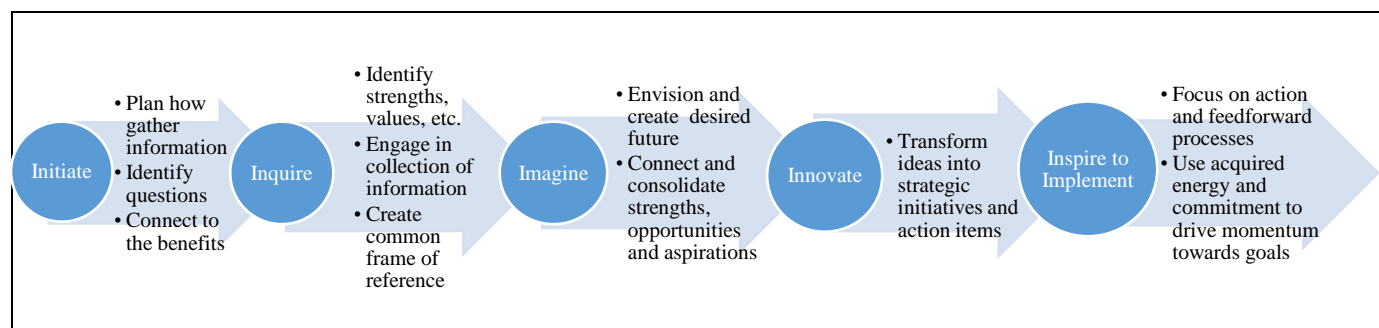 Initiate
• Plan how
gather
information
• Identify
questions
• Connect to
the benefits
Inquire
• Identify
strengths,
values, etc.
• Engage in
collection of
information
• Create
common
frame of
reference
Imagine
• Envision and
create desired
future
• Connect and
consolidate
strengths,
opportunities
and aspirations
Innovate
• Transform
ideas into
strategic
initiatives and
action items
Inspire to
Implement
• Focus on action
and feedforward
processes
• Use acquired
energy and
commitment to
drive momentum
towards goals